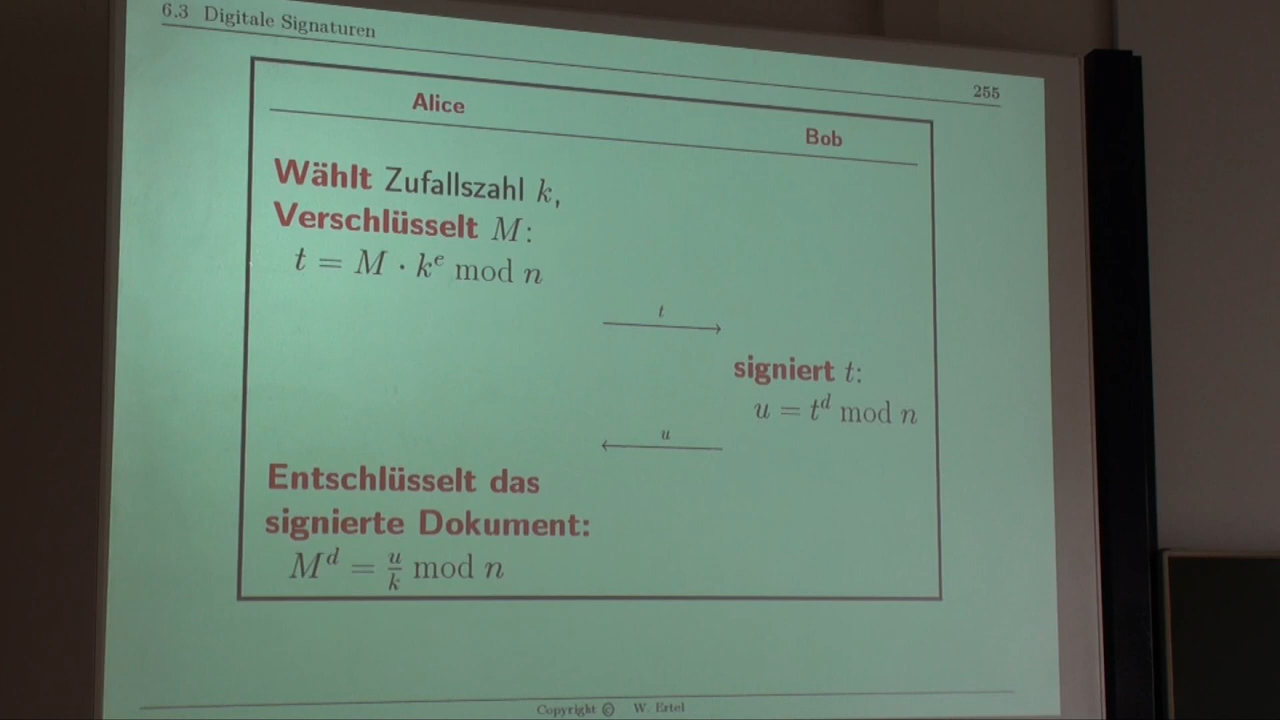 6.3 Digitale Signaturen
255
Alice
Bob
Wählt Zufallszahl k,
Verschlüsselt M:
t = M · k^e mod n
t
signiert t:
u = t^d mod n
u
Entschlüsselt das
signierte Dokument:
M^d = u/k mod n
Copyright © W. Ertel